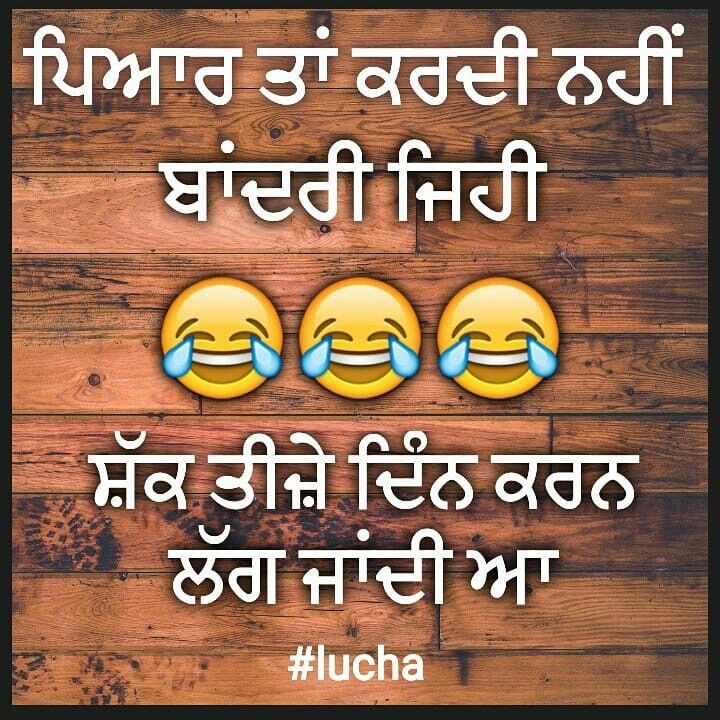 ਪਿਆਰ ਤਾਂ ਕਰਦੀ ਨਹੀਂ
ਬਾਂਦਰੀ ਜਿਹੀ
ਸ਼ੱਕ ਤੀਜ਼ੇ ਦਿੰਨ ਕਰਨ
ਲੱਗ ਜਾਂਦੀ ਆ
#lucha